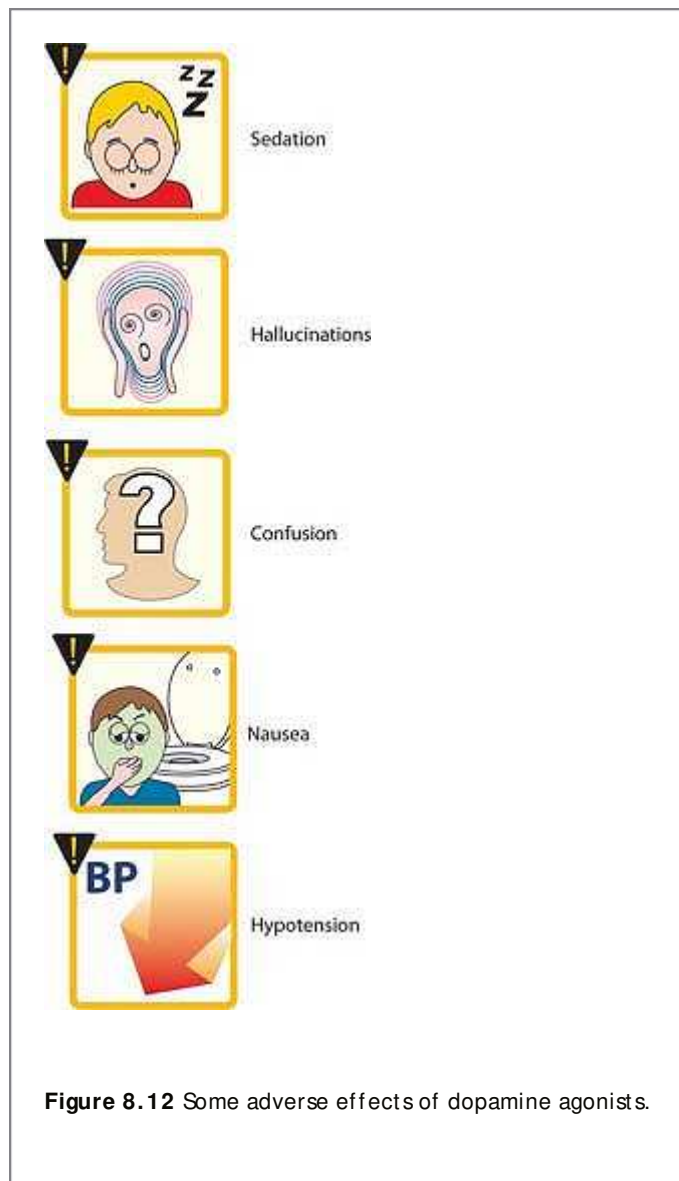 !
z z z
Sedation
!
Hallucinations
!
?
Confusion
!
Nausea
!
BP
Hypotension
Figure 8.12 Some adverse effects of dopamine agonists.